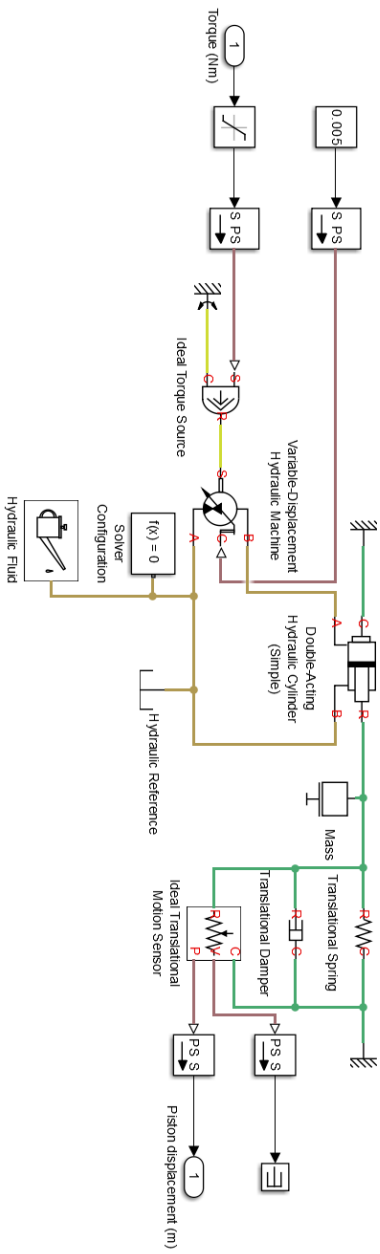 0.005
S PS
1
Torque (Nm)
S PS
S
C
R
Ideal Torque Source
Variable-Displacement
Hydraulic Machine
S
B
C
A
f(x) = 0
Solver
Configuration
Hydraulic Fluid
Hydraulic Reference
C
R
A
B
Double-Acting
Hydraulic Cylinder
(Simple)
Mass
R
C
Translational Spring
R
C
Translational Damper
R
C
V
P
Ideal Translational
Motion Sensor
PS S
PS S
1
Piston displacement (m)